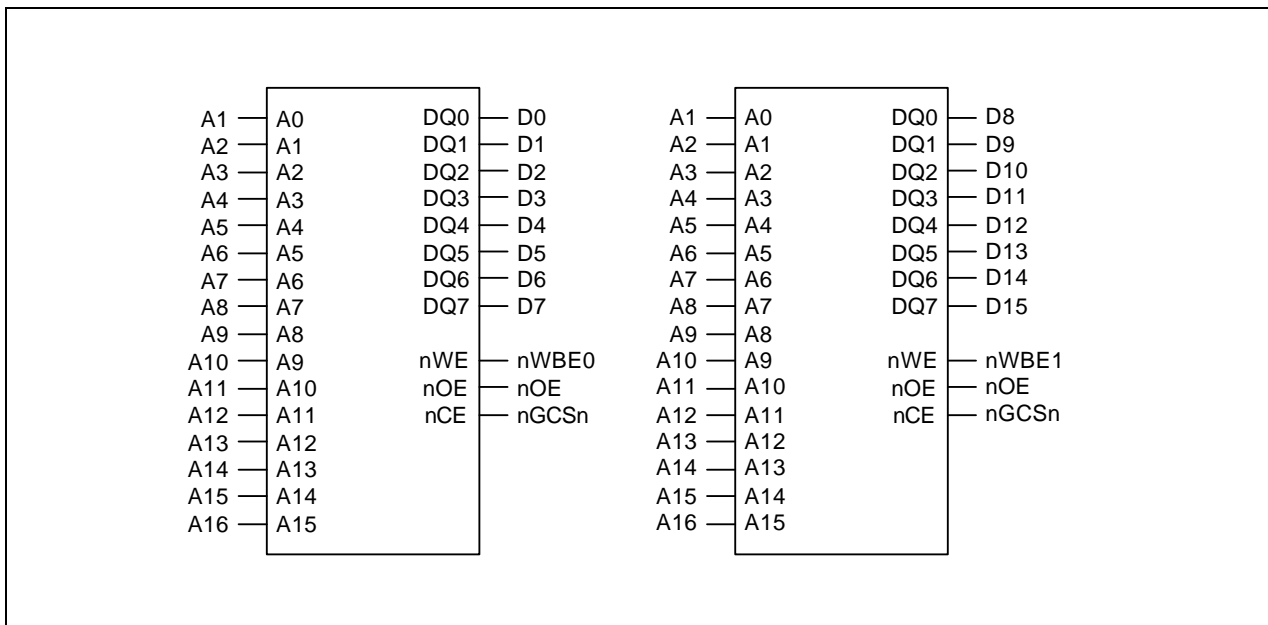 A1 A0 DQ0 D0
A2 A1 DQ1 D1
A3 A2 DQ2 D2
A4 A3 DQ3 D3
A5 A4 DQ4 D4
A6 A5 DQ5 D5
A7 A6 DQ6 D6
A8 A7 DQ7 D7
A9 A8
A10 A9 nWE nWBE0
A11 A10 nOE nOE
A12 A11 nCE nGCSn
A13 A12
A14 A13
A15 A14
A16 A15
A1 A0 DQ0 D8
A2 A1 DQ1 D9
A3 A2 DQ2 D10
A4 A3 DQ3 D11
A5 A4 DQ4 D12
A6 A5 DQ5 D13
A7 A6 DQ6 D14
A8 A7 DQ7 D15
A9 A8
A10 A9 nWE nWBE1
A11 A10 nOE nOE
A12 A11 nCE nGCSn
A13 A12
A14 A13
A15 A14
A16 A15